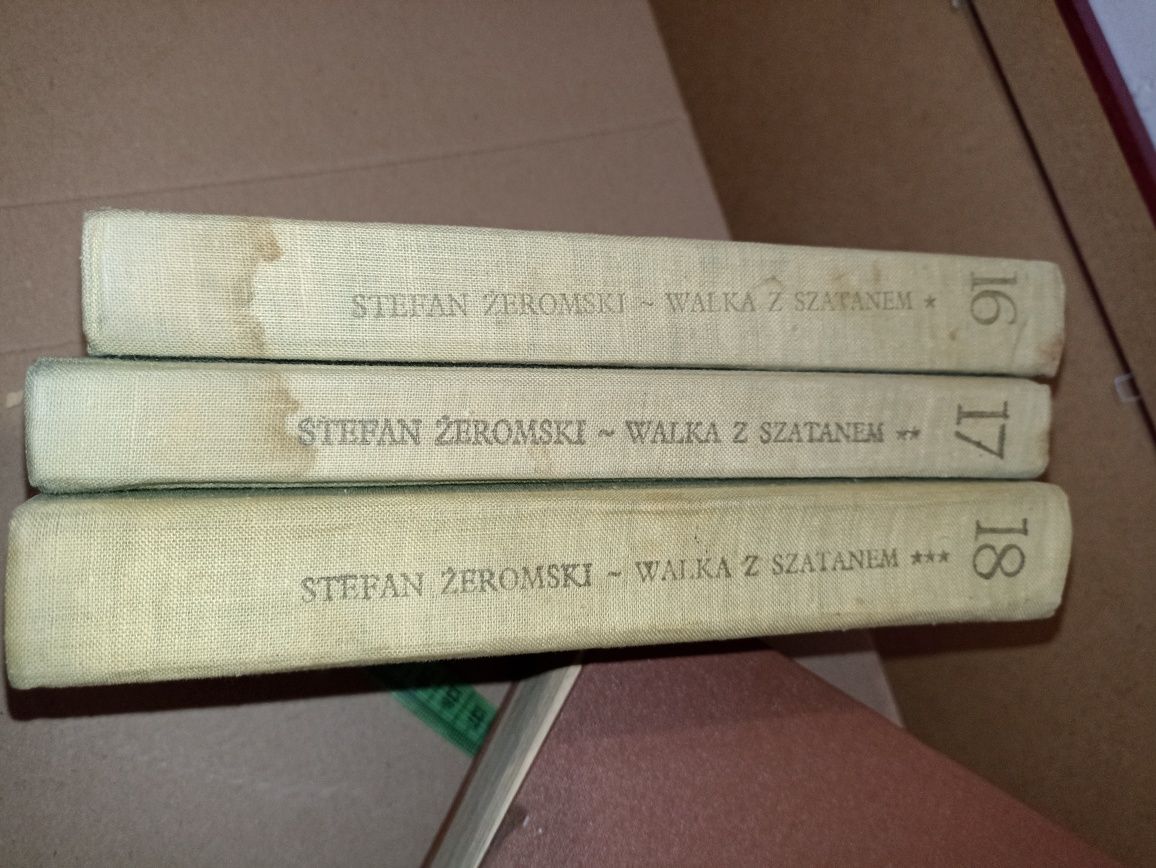 STEFAN ŻEROMSKI ~ WALKA Z SZATANEM * 16
STEFAN ŻEROMSKI ~ WALKA Z SZATANEM ** 17
STEFAN ŻEROMSKI ~ WALKA Z SZATANEM *** 18